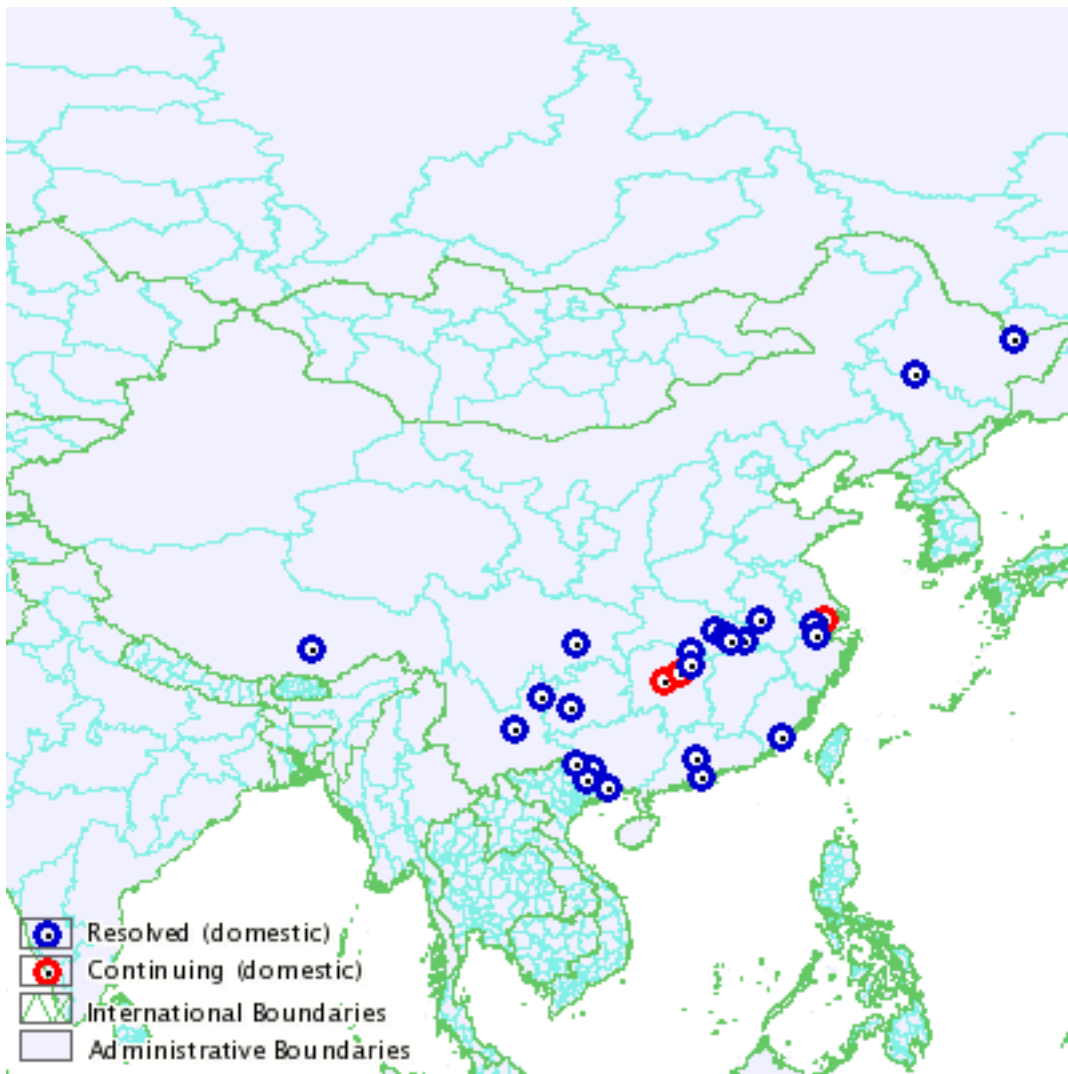 Resolved (domestic)
Continuing (domestic)
International Boundaries
Administrative Boundaries